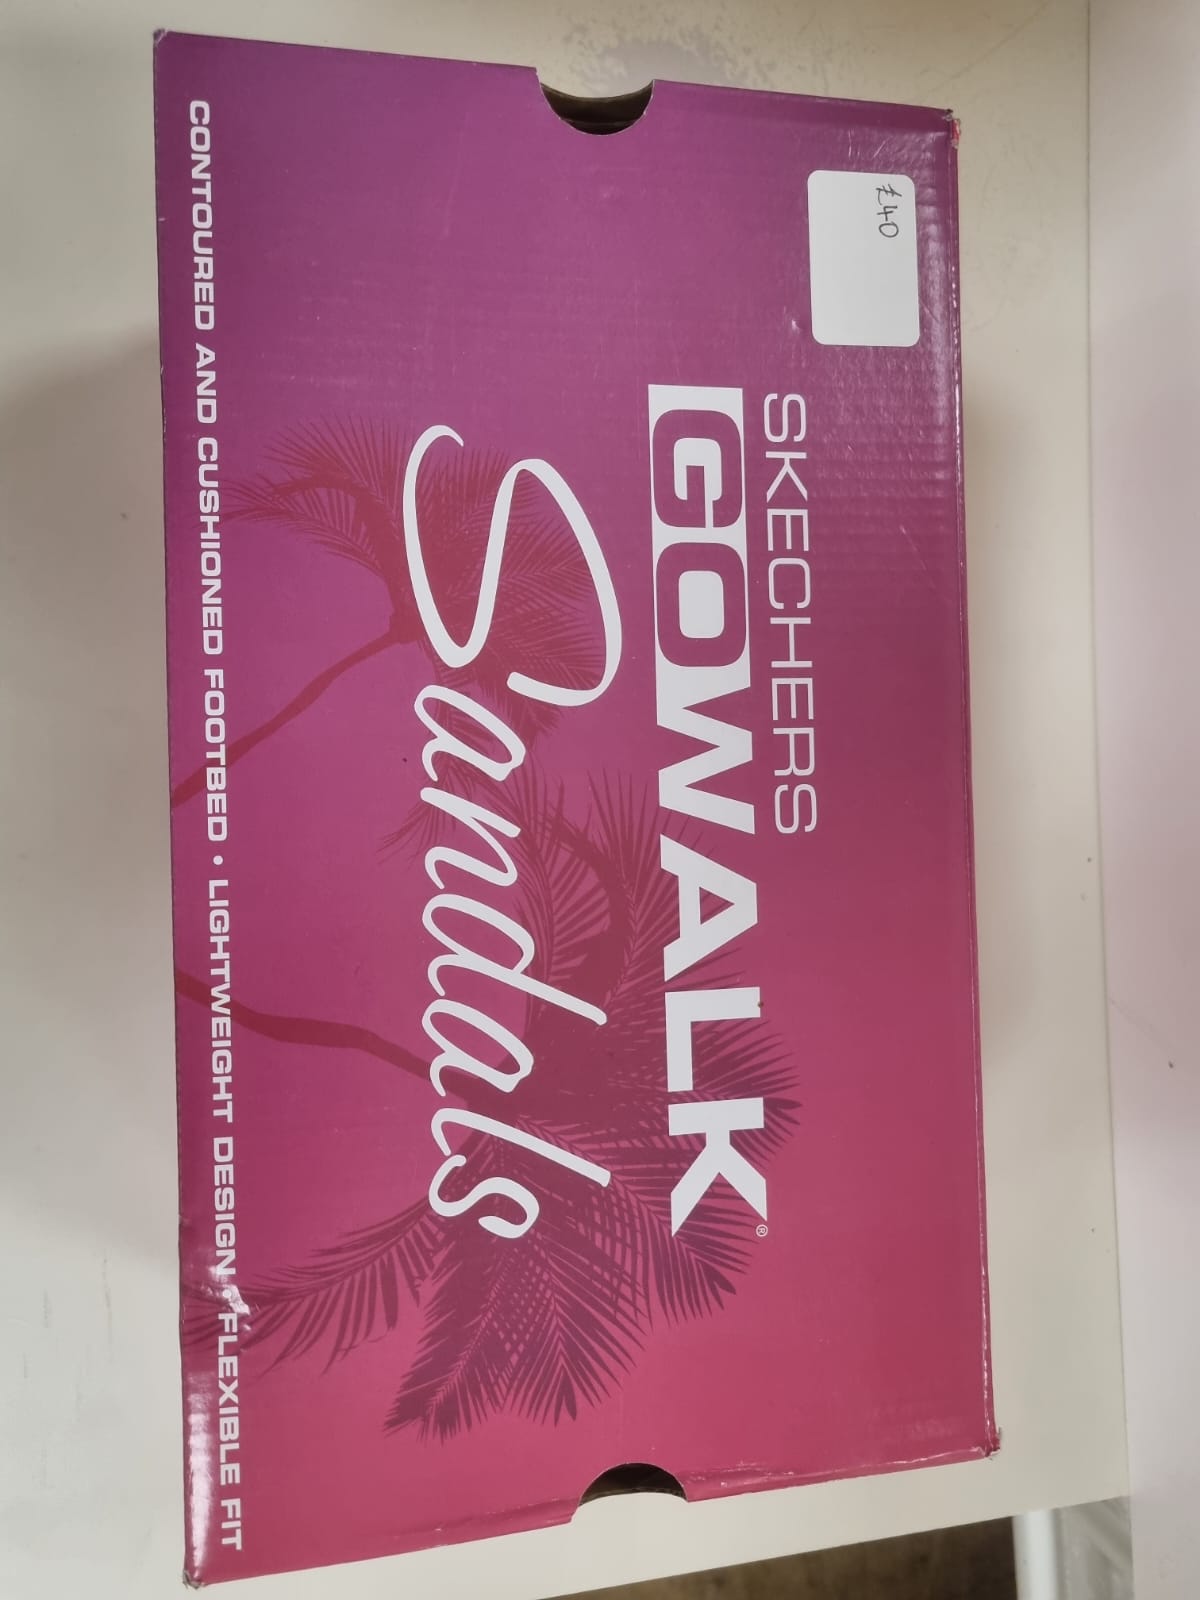 £40
SKECHERS
GOWALK®
Sandals
CONTOURED AND CUSHIONED FOOTBED • LIGHTWEIGHT DESIGN • FLEXIBLE FIT